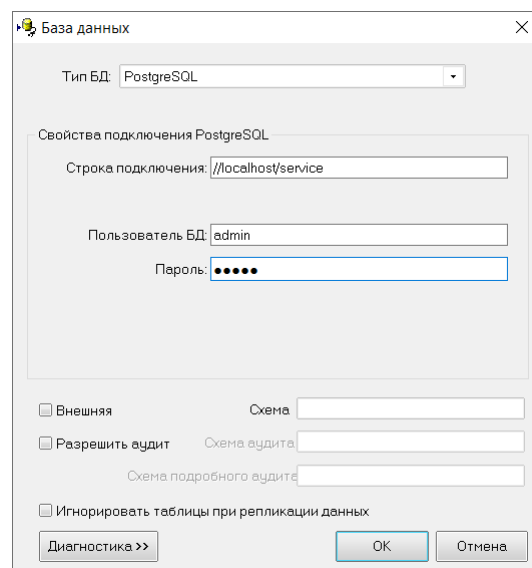 База данных
Тип БД: PostgreSQL
Свойства подключения PostgreSQL
Строка подключения: //localhost/service
Пользователь БД: admin
Пароль: ●●●●●
Внешняя Схема
Разрешить аудит Схема аудита
Схема подробного аудита
Игнорировать таблицы при репликации данных
Диагностика >> OK Отмена